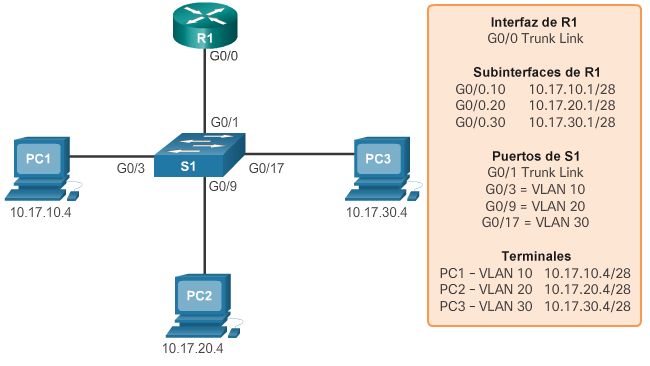 R1
G0/0
G0/1
PC1
G0/3
S1
G0/17
PC3
G0/9
10.17.10.4
10.17.30.4
PC2
10.17.20.4
Interfaz de R1
G0/0 Trunk Link
Subinterfaces de R1
G0/0.10 10.17.10.1/28
G0/0.20 10.17.20.1/28
G0/0.30 10.17.30.1/28
Puertos de S1
G0/1 Trunk Link
G0/3 = VLAN 10
G0/9 = VLAN 20
G0/17 = VLAN 30
Terminales
PC1 – VLAN 10 10.17.10.4/28
PC2 – VLAN 20 10.17.20.4/28
PC3 – VLAN 30 10.17.30.4/28